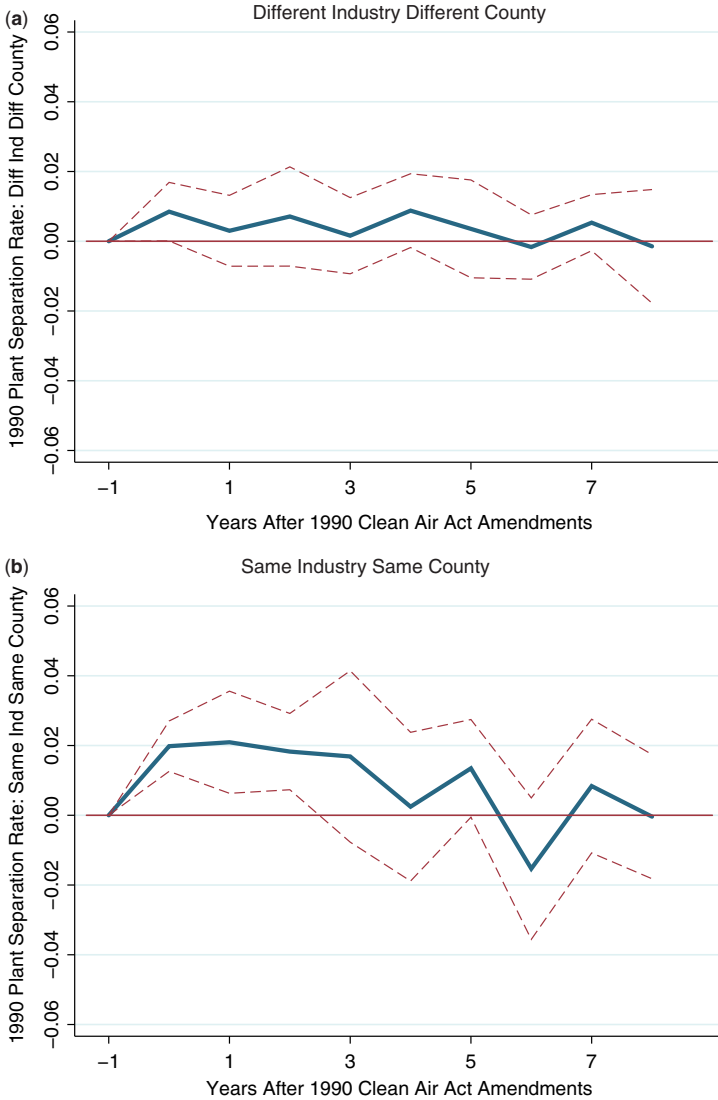 (a)
Different Industry Different County
1990 Plant Separation Rate: Diff Ind Diff County
0.06
0.04
0.02
0.00
−0.02
−0.04
−0.06
−1 1 3 5 7
Years After 1990 Clean Air Act Amendments
(b)
Same Industry Same County
1990 Plant Separation Rate: Same Ind Same County
0.06
0.04
0.02
0.00
−0.02
−0.04
−0.06
−1 1 3 5 7
Years After 1990 Clean Air Act Amendments